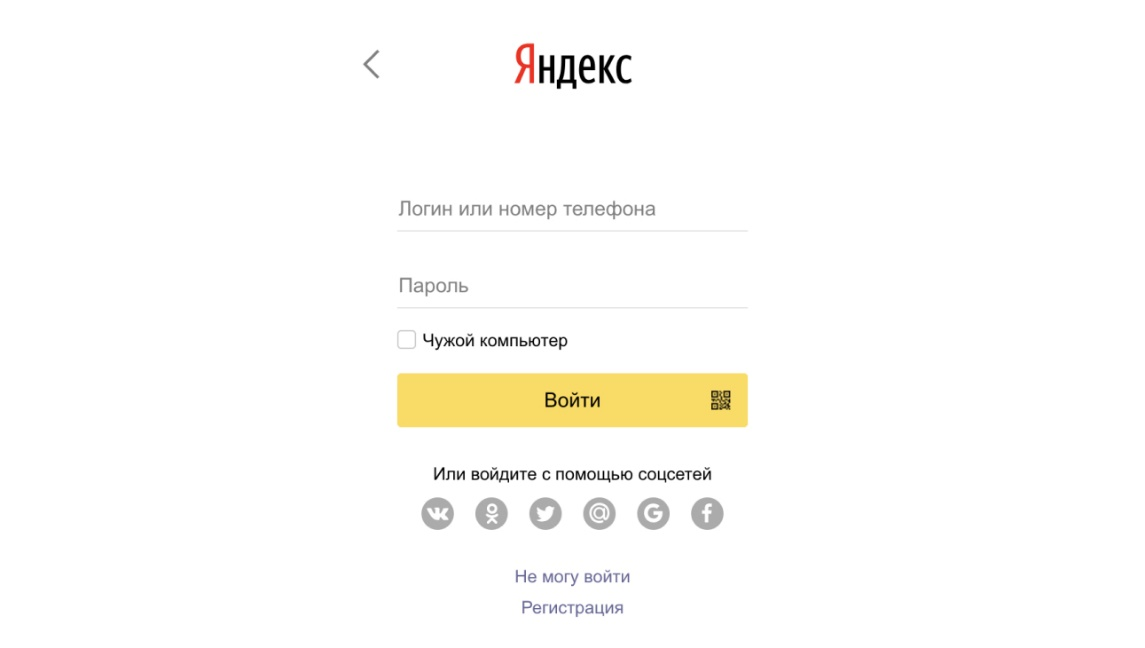 Яндекс
Логин или номер телефона
Пароль
Чужой компьютер
Войти
Или войдите с помощью соцсетей
Не могу войти
Регистрация